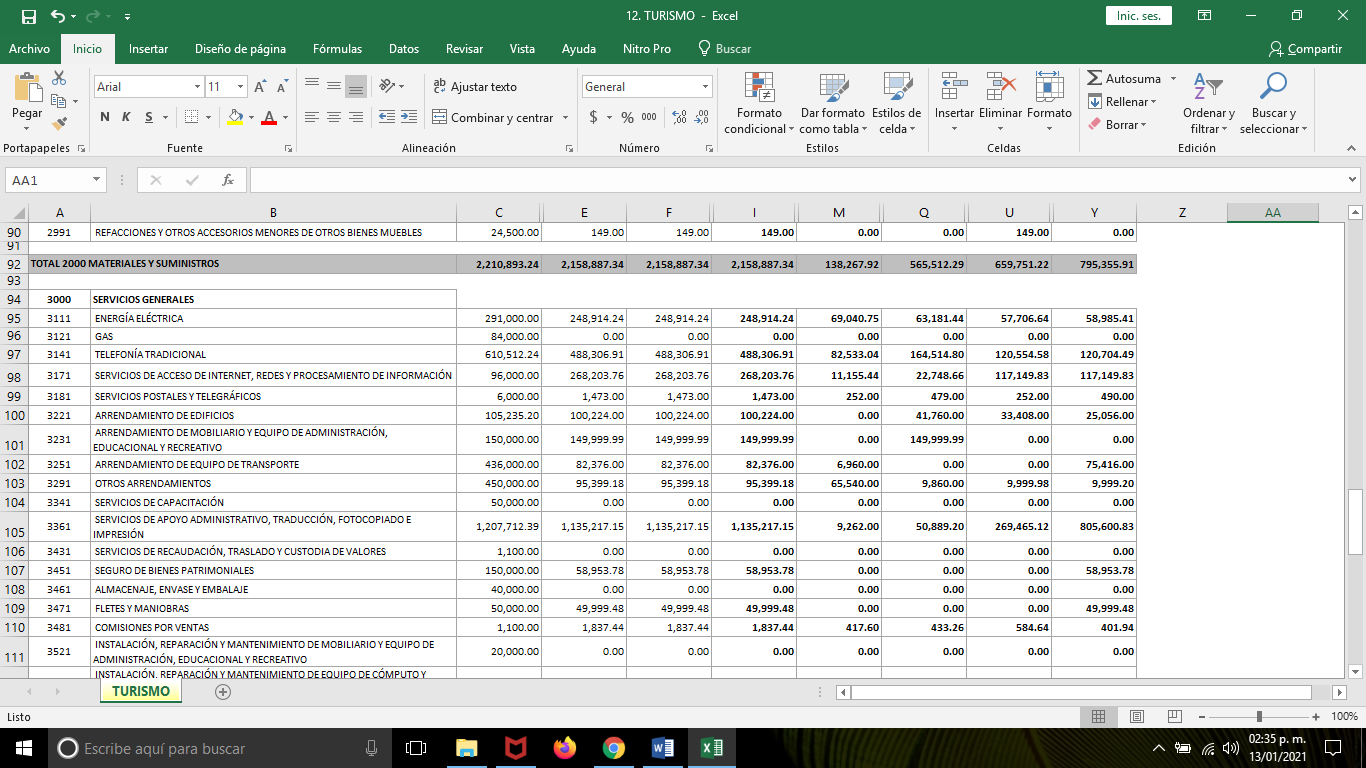 12. TURISMO - Excel
Inic. ses.
Archivo Inicio Insertar Diseño de página Fórmulas Datos Revisar Vista Ayuda Nitro Pro Buscar Compartir
Pegar
Arial 11
N K S
Ajustar texto
Combinar y centrar
General
$ % 000
Formato condicional
Dar formato como tabla
Estilos de celda
Insertar Eliminar Formato
Autosuma
Rellenar
Borrar
Ordenar y filtrar
Buscar y seleccionar
Portapapeles Fuente Alineación Número Estilos Celdas Edición
AA1 fx
A B C E F I M Q U Y Z AA
90 2991 REFACCIONES Y OTROS ACCESORIOS MENORES DE OTROS BIENES MUEBLES 24,500.00 149.00 149.00 149.00 0.00 0.00 149.00 0.00
91
92 TOTAL 2000 MATERIALES Y SUMINISTROS 2,210,893.24 2,158,887.34 2,158,887.34 2,158,887.34 138,267.92 565,512.29 659,751.22 795,355.91
93
94 3000 SERVICIOS GENERALES
95 3111 ENERGÍA ELÉCTRICA 291,000.00 248,914.24 248,914.24 248,914.24 69,040.75 63,181.44 57,706.64 58,985.41
96 3121 GAS 84,000.00 0.00 0.00 0.00 0.00 0.00 0.00 0.00
97 3141 TELEFONÍA TRADICIONAL 610,512.24 488,306.91 488,306.91 488,306.91 82,533.04 164,514.80 120,554.58 120,704.49
98 3171 SERVICIOS DE ACCESO DE INTERNET, REDES Y PROCESAMIENTO DE INFORMACIÓN 96,000.00 268,203.76 268,203.76 268,203.76 11,155.44 22,748.66 117,149.83 117,149.83
99 3181 SERVICIOS POSTALES Y TELEGRÁFICOS 6,000.00 1,473.00 1,473.00 1,473.00 252.00 479.00 252.00 490.00
100 3221 ARRENDAMIENTO DE EDIFICIOS 105,235.20 100,224.00 100,224.00 100,224.00 0.00 41,760.00 33,408.00 25,056.00
101 3231 ARRENDAMIENTO DE MOBILIARIO Y EQUIPO DE ADMINISTRACIÓN,
EDUCACIONAL Y RECREATIVO 150,000.00 149,999.99 149,999.99 149,999.99 0.00 149,999.99 0.00 0.00
102 3251 ARRENDAMIENTO DE EQUIPO DE TRANSPORTE 436,000.00 82,376.00 82,376.00 82,376.00 6,960.00 0.00 0.00 75,416.00
103 3291 OTROS ARRENDAMIENTOS 450,000.00 95,399.18 95,399.18 95,399.18 65,540.00 9,860.00 9,999.98 9,999.20
104 3341 SERVICIOS DE CAPACITACIÓN 50,000.00 0.00 0.00 0.00 0.00 0.00 0.00 0.00
105 3361 SERVICIOS DE APOYO ADMINISTRATIVO, TRADUCCIÓN, FOTOCOPIADO E
IMPRESIÓN 1,207,712.39 1,135,217.15 1,135,217.15 1,135,217.15 9,262.00 50,889.20 269,465.12 805,600.83
106 3431 SERVICIOS DE RECAUDACIÓN, TRASLADO Y CUSTODIA DE VALORES 1,100.00 0.00 0.00 0.00 0.00 0.00 0.00 0.00
107 3451 SEGURO DE BIENES PATRIMONIALES 150,000.00 58,953.78 58,953.78 58,953.78 0.00 0.00 0.00 58,953.78
108 3461 ALMACENAJE, ENVASE Y EMBALAJE 40,000.00 0.00 0.00 0.00 0.00 0.00 0.00 0.00
109 3471 FLETES Y MANIOBRAS 50,000.00 49,999.48 49,999.48 49,999.48 0.00 0.00 0.00 49,999.48
110 3481 COMISIONES POR VENTAS 1,100.00 1,837.44 1,837.44 1,837.44 417.60 433.26 584.64 401.94
111 3521 INSTALACIÓN, REPARACIÓN Y MANTENIMIENTO DE MOBILIARIO Y EQUIPO DE
ADMINISTRACIÓN, EDUCACIONAL Y RECREATIVO 20,000.00 0.00 0.00 0.00 0.00 0.00 0.00 0.00
INSTALACIÓN, REPARACIÓN Y MANTENIMIENTO DE EQUIPO DE CÓMPUTO Y
TURISMO
Listo 100%
Escribe aquí para buscar
02:35 p. m.
13/01/2021